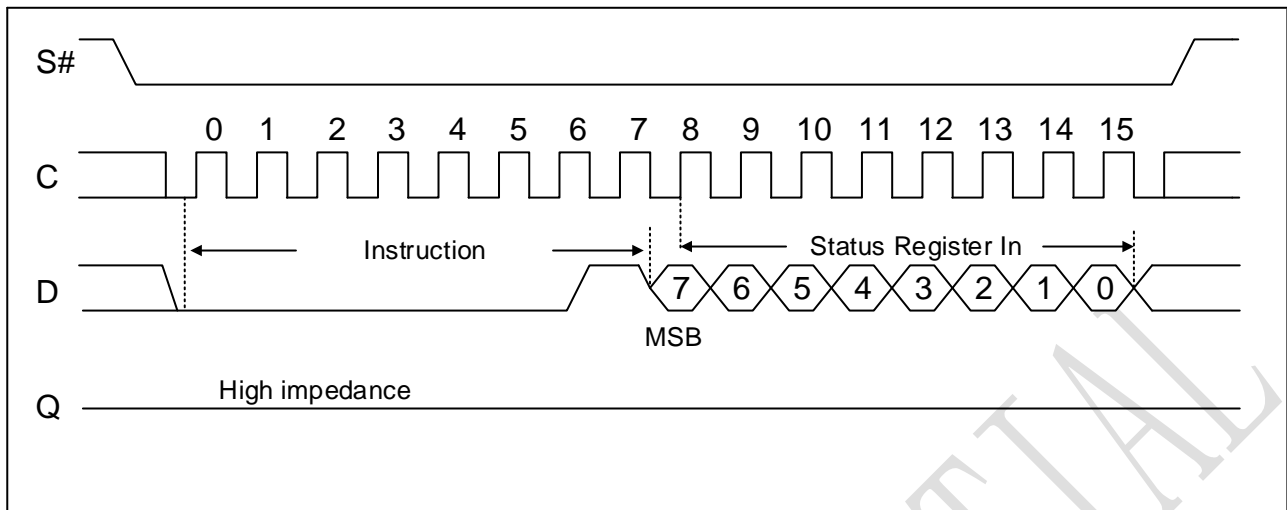 S#
0 1 2 3 4 5 6 7 8 9 10 11 12 13 14 15
C
Instruction
Status Register In
D
7 6 5 4 3 2 1 0
MSB
High impedance
Q
TIAL